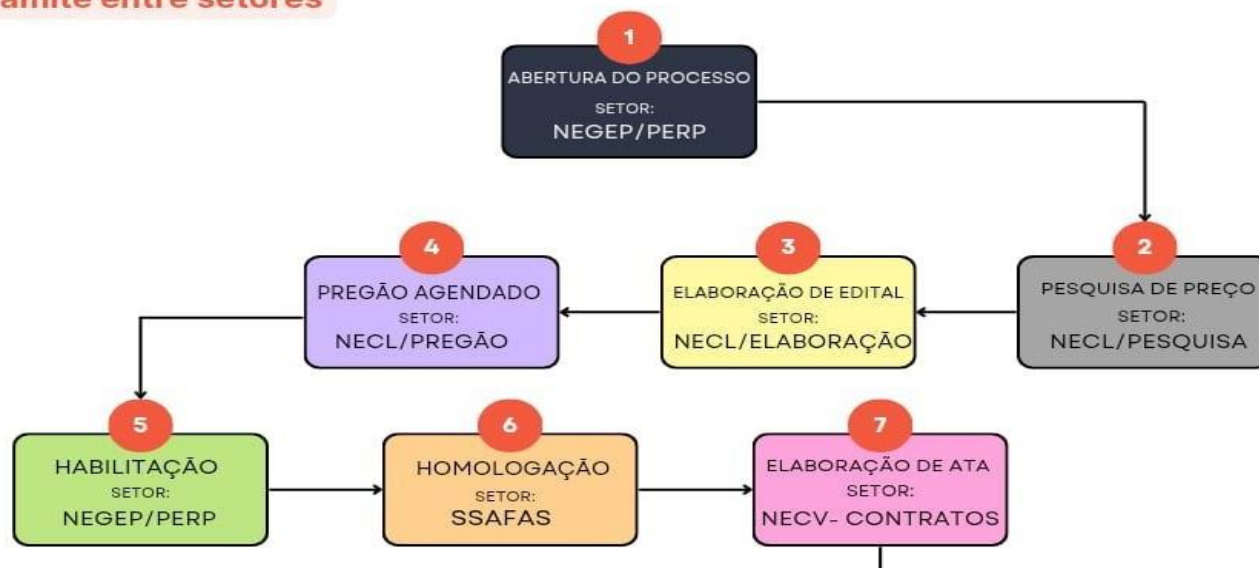 entre setores
1
ABERTURA DO PROCESSO
SETOR:
NEGEP/PERP
2
PESQUISA DE PREÇO
SETOR:
NECL/PESQUISA
3
ELABORAÇÃO DE EDITAL
SETOR:
NECL/ELABORAÇÃO
4
PREGÃO AGENDADO
SETOR:
NECL/PREGÃO
5
HABILITAÇÃO
SETOR:
NEGEP/PERP
6
HOMOLOGAÇÃO
SETOR:
SSAFAS
7
ELABORAÇÃO DE ATA
SETOR:
NECV- CONTRATOS